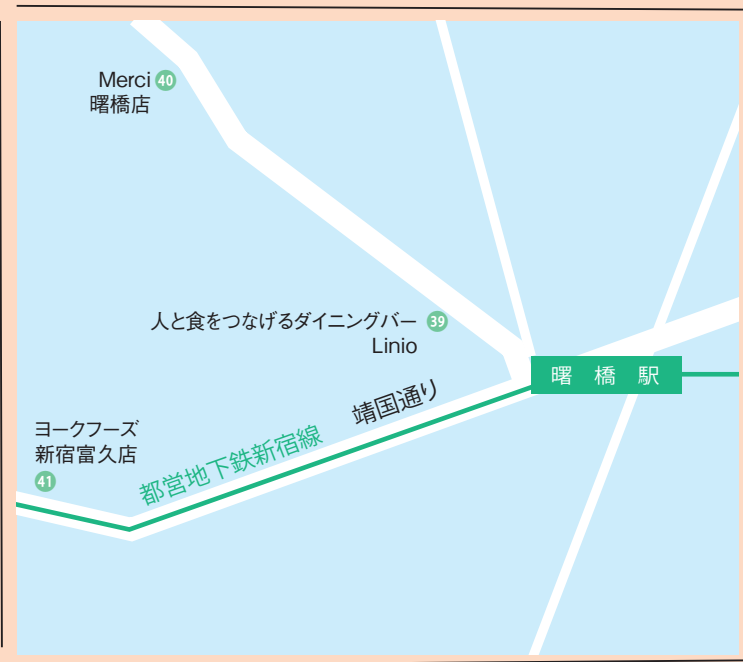 Merci 40
曙橋店
人と食をつなげるダイニングバー 39
Linio
曙橋駅
靖国通り
都営地下鉄新宿線
ヨークフーズ
新宿富久店
41